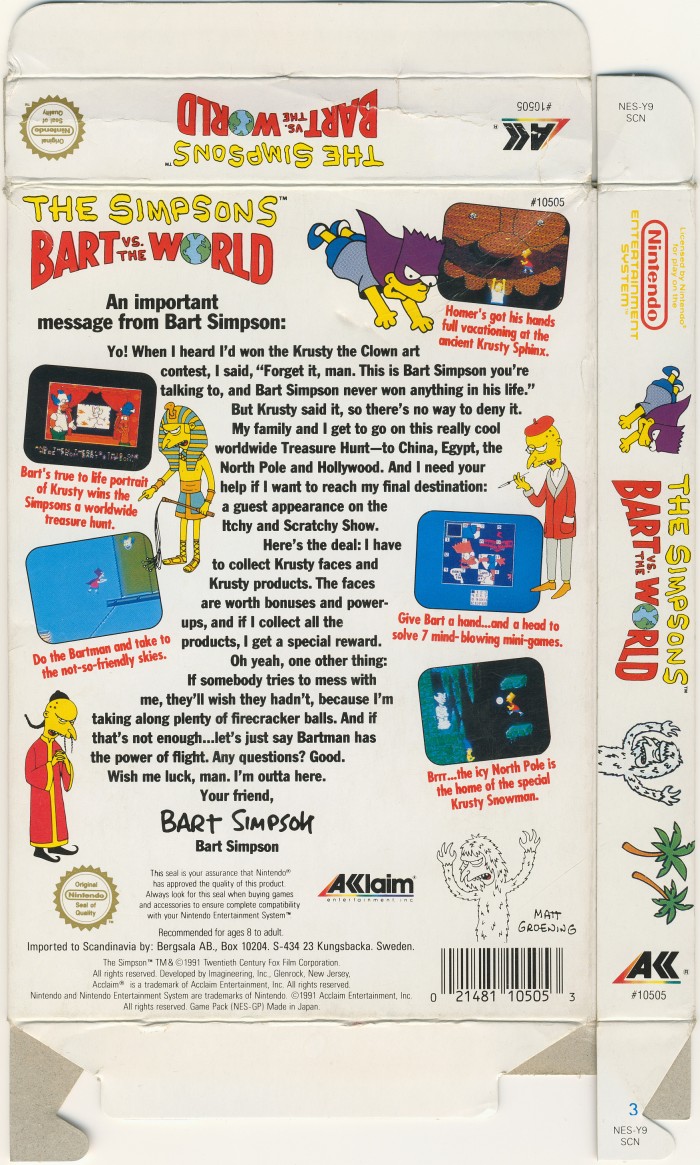 #10505
THE SIMPSONS™
BART VS. THE WORLD
Original
Nintendo
Seal of
Quality
NES-Y9
SCN
THE SIMPSONS™
BART VS. THE WORLD
#10505
An important
message from Bart Simpson:
Yo! When I heard I'd won the Krusty the Clown art
contest, I said, “Forget it, man. This is Bart Simpson you're
talking to, and Bart Simpson never won anything in his life.”
But Krusty said it, so there's no way to deny it.
My family and I get to go on this really cool
worldwide Treasure Hunt—to China, Egypt, the
North Pole and Hollywood. And I need your
help if I want to reach my final destination:
a guest appearance on the
Itchy and Scratchy Show.
Here's the deal: I have
to collect Krusty faces and
Krusty products. The faces
are worth bonuses and power-
ups, and if I collect all the
products, I get a special reward.
Oh yeah, one other thing:
If somebody tries to mess with
me, they'll wish they hadn't, because I'm
taking along plenty of firecracker balls. And if
that's not enough...let's just say Bartman has
the power of flight. Any questions? Good.
Wish me luck, man. I'm outta here.
Your friend,
BART SIMPSON
Bart Simpson
Homer's got his hands
full vacationing at the
ancient Krusty Sphinx.
Bart's true to life portrait
of Krusty wins the
Simpsons a worldwide
treasure hunt.
Do the Bartman and take to
the not-so-friendly skies.
Give Bart a hand...and a head to
solve 7 mind-blowing mini-games.
Brrr...the icy North Pole is
the home of the special
Krusty Snowman.
Original
Nintendo
Seal of
Quality
™
This seal is your assurance that Nintendo®
has approved the quality of this product.
Always look for this seal when buying games
and accessories to ensure complete compatibility
with your Nintendo Entertainment System™
AKlaim®
entertainment, inc.
MATT
GROENING
Recommended for ages 8 to adult.
Imported to Scandinavia by: Bergsala AB., Box 10204. S-434 23 Kungsbacka. Sweden.
The Simpson™ TM & ©1991 Twentieth Century Fox Film Corporation.
All rights reserved. Developed by Imagineering, Inc., Glenrock, New Jersey,
Acclaim® is a trademark of Acclaim Entertainment, Inc. All rights reserved.
Nintendo and Nintendo Entertainment System are trademarks of Nintendo. ©1991 Acclaim Entertainment, Inc.
All rights reserved. Game Pack (NES-GP) Made in Japan.
0 21481 10505 3
Licensed by Nintendo®
for play on the
Nintendo®
ENTERTAINMENT
SYSTEM™
THE SIMPSONS™
BART VS. THE WORLD
®
#10505
3
NES-Y9
SCN